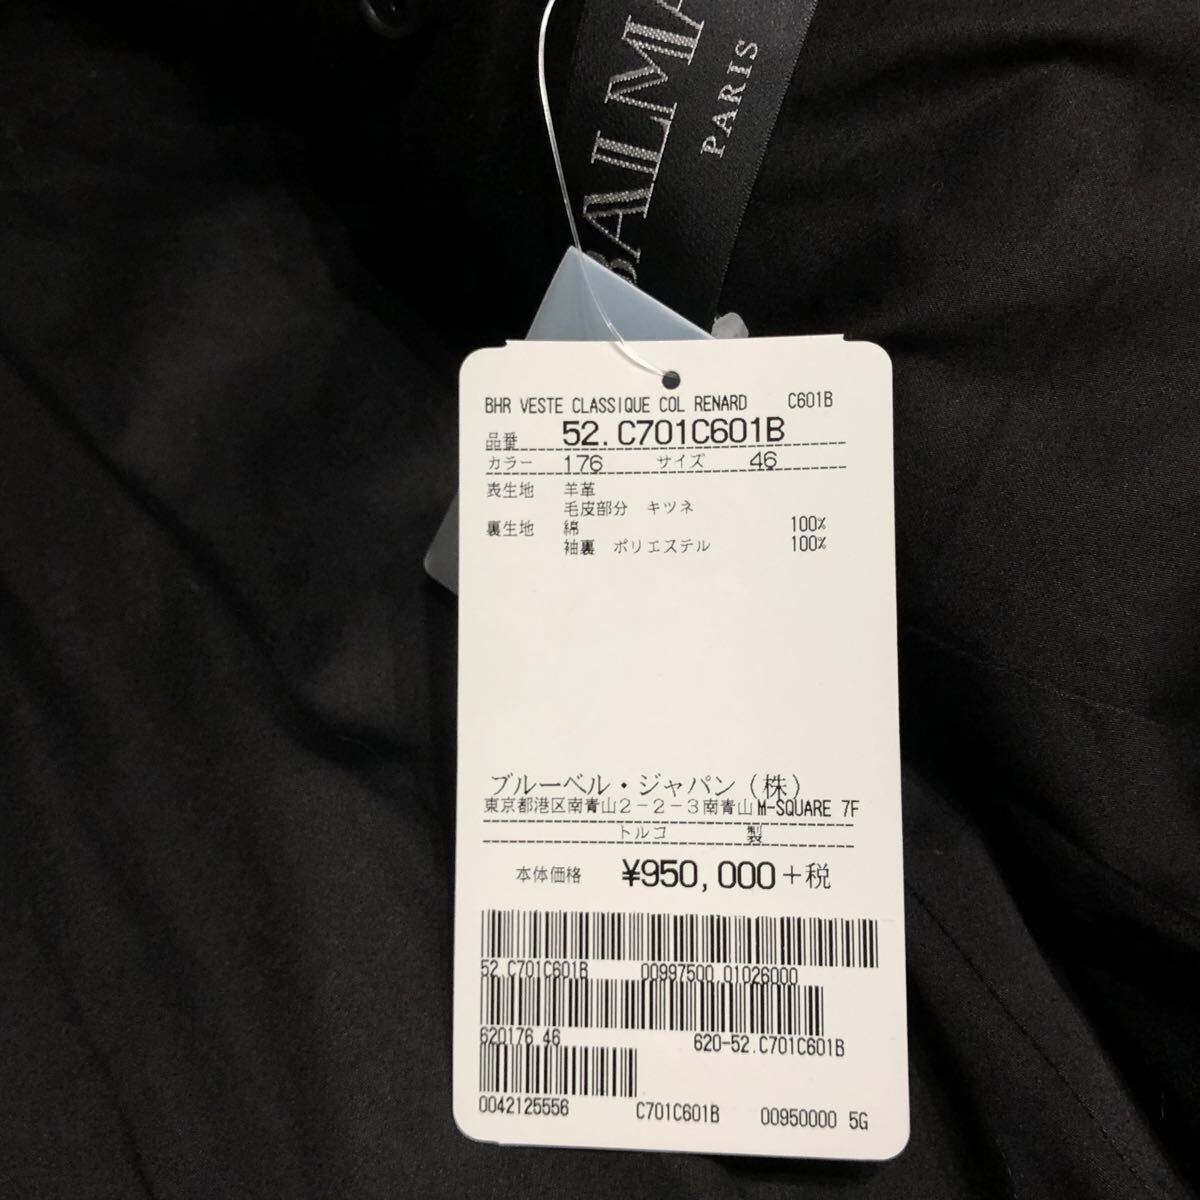 BALMA
PARIS
BHR VESTE CLASSIQUE COL RENARD C601B
品番 52.C701C601B
カラー 176 サイズ 46
表生地 羊革
毛皮部分 キツネ
裏生地 綿 100%
袖裏 ポリエステル 100%
ブルーベル・ジャパン(株)
東京都港区南青山2-2-3南青山M-SQUARE 7F
トルコ 製
本体価格 ¥950,000+税
52.C701C601B 00997500 01026000
620176 46 620-52.C701C601B
0042125556 C701C601B 00950000 5G